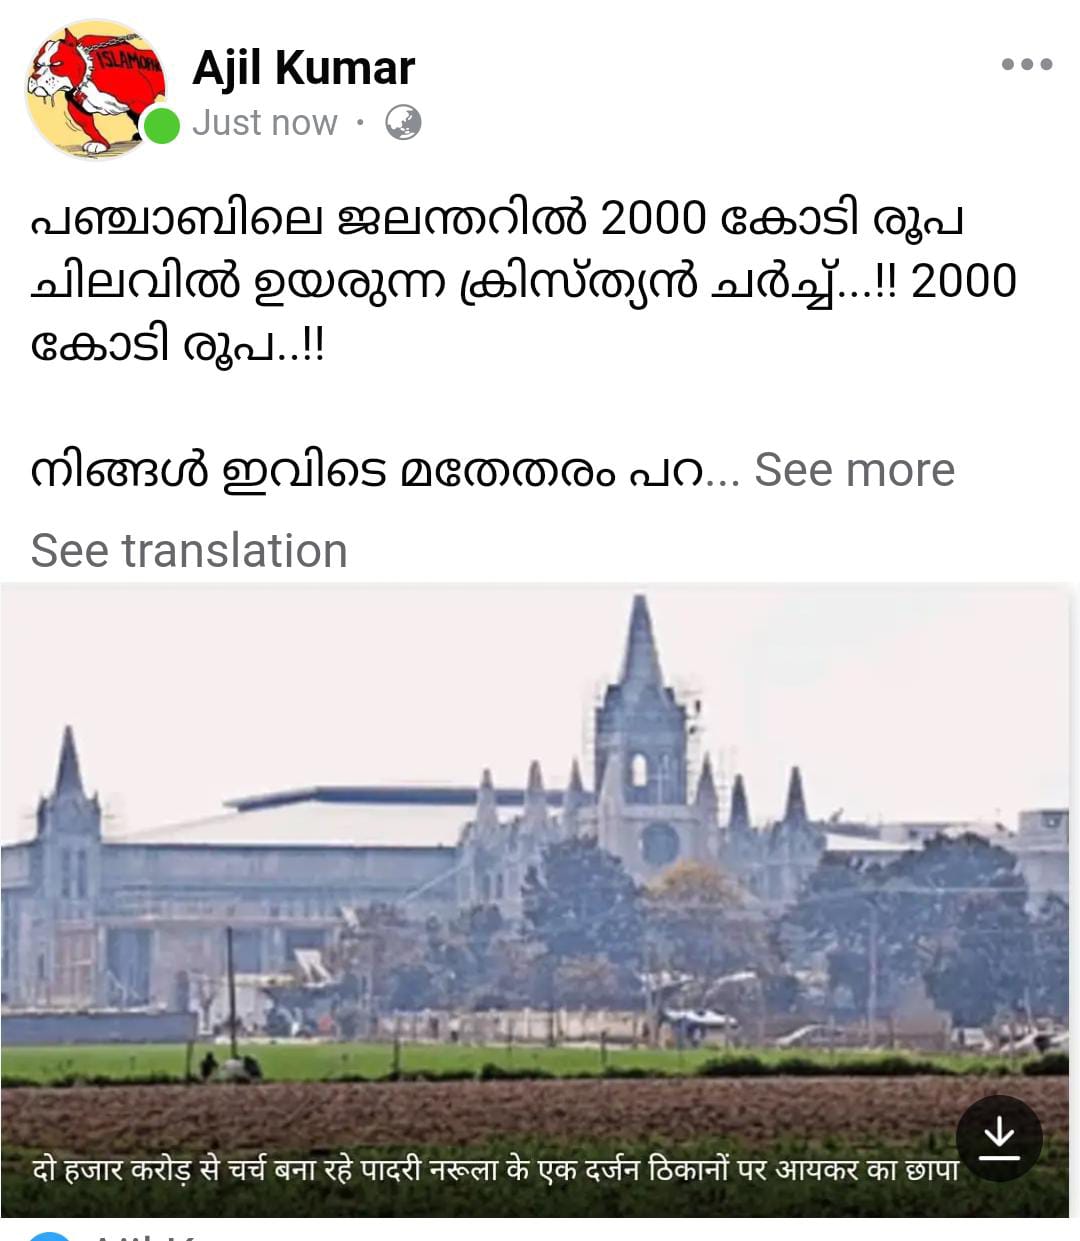 ISLAMOPH
Ajil Kumar
Just now ·
പഞ്ചാബിലെ ജലന്തറിൽ 2000 കോടി രൂപ
ചിലവിൽ ഉയരുന്ന ക്രിസ്ത്യൻ ചർച്ച്...!! 2000
കോടി രൂപ..!!
നിങ്ങൾ ഇവിടെ മതേതരം പറ... See more
See translation
दो हजार करोड़ से चर्च बना रहे पादरी नरूला के एक दर्जन ठिकानों पर आयकर का छापा